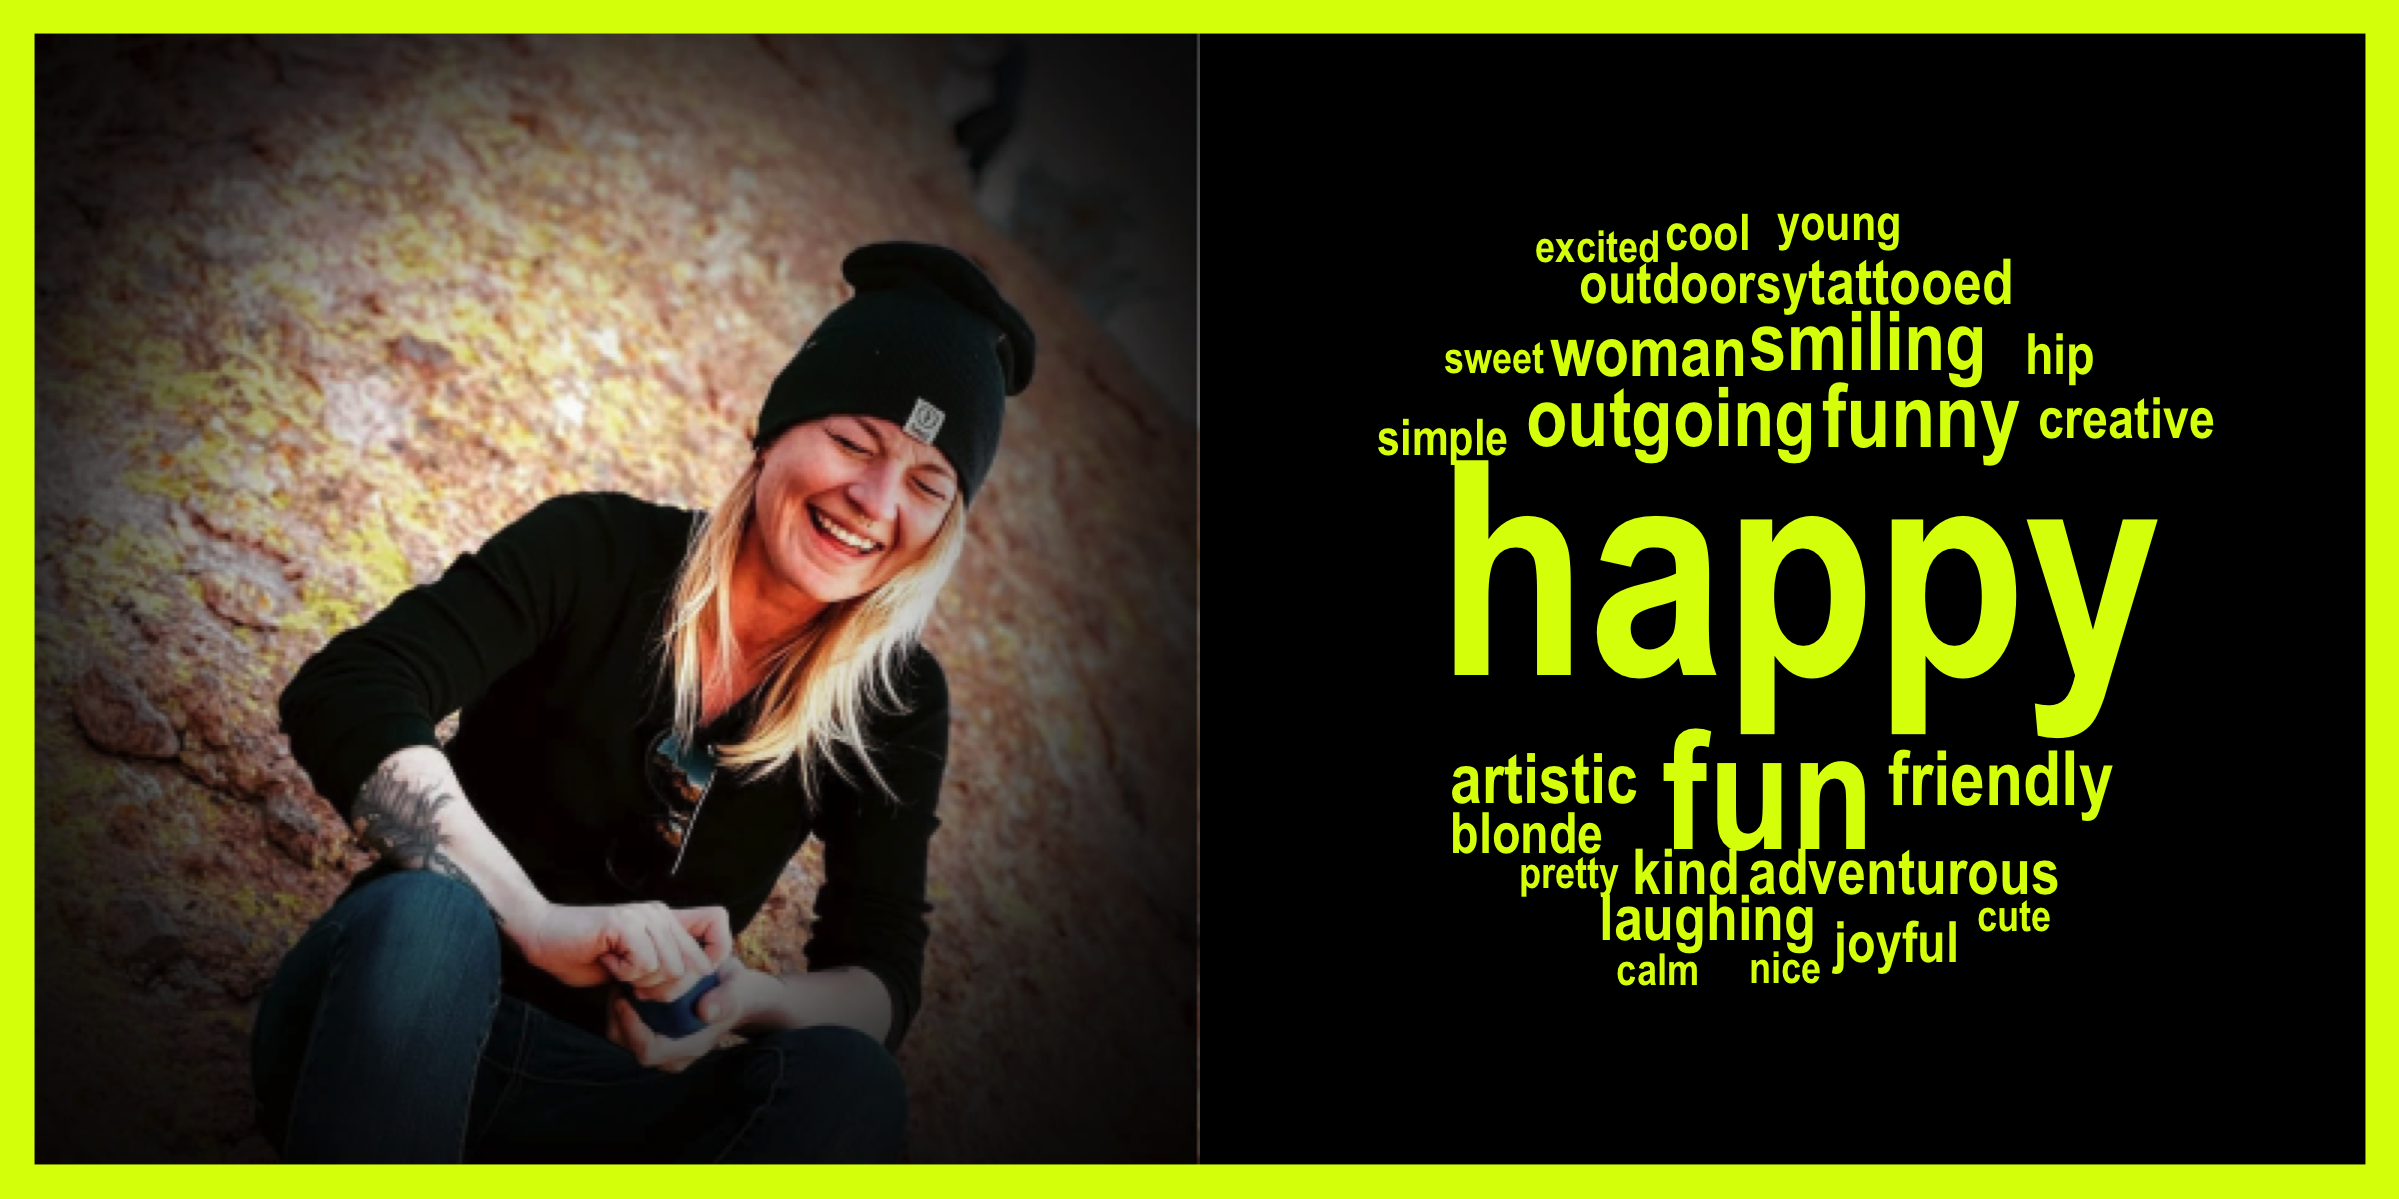 excited cool young
outdoorsy tattooed
sweet woman smiling hip
simple outgoing funny creative
happy
artistic fun friendly
blonde
pretty kind adventurous
laughing cute
joyful
calm nice